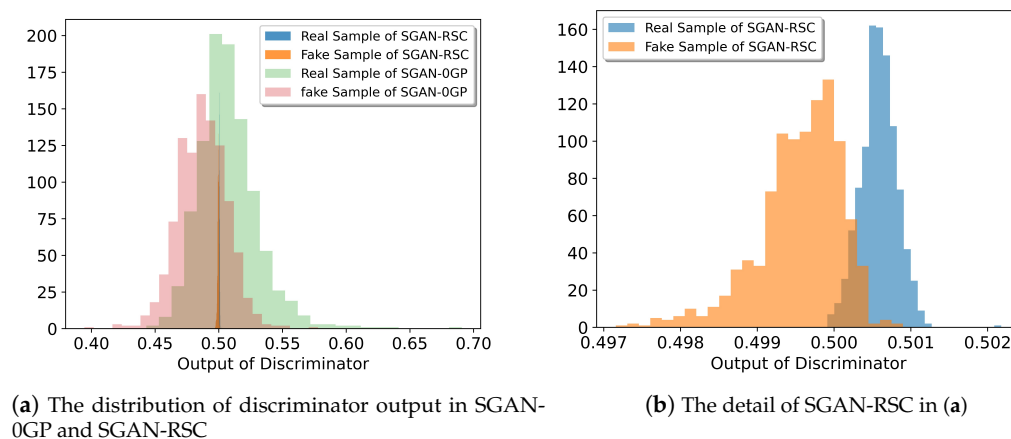 Real Sample of SGAN-RSC
Fake Sample of SGAN-RSC
Real Sample of SGAN-0GP
fake Sample of SGAN-0GP
200
175
150
125
100
75
50
25
0
0.40 0.45 0.50 0.55 0.60 0.65 0.70
Output of Discriminator
(a) The distribution of discriminator output in SGAN-
0GP and SGAN-RSC
Real Sample of SGAN-RSC
Fake Sample of SGAN-RSC
160
140
120
100
80
60
40
20
0
0.497 0.498 0.499 0.500 0.501 0.502
Output of Discriminator
(b) The detail of SGAN-RSC in (a)